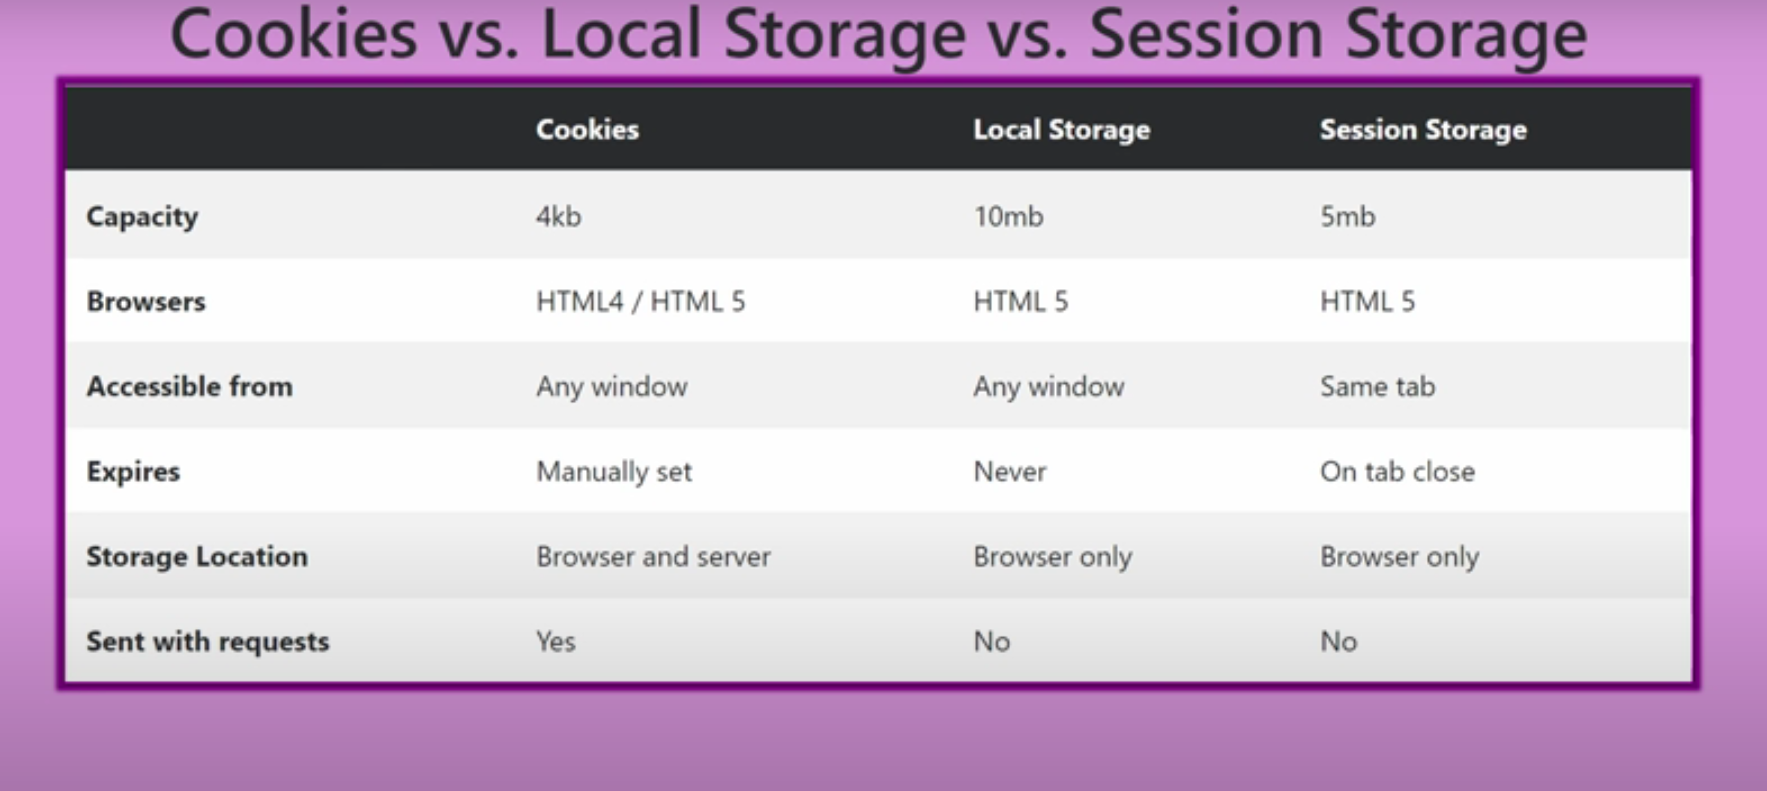 Cookies vs. Local Storage vs. Session Storage
Cookies Local Storage Session Storage
Capacity 4kb 10mb 5mb
Browsers HTML4 / HTML 5 HTML 5 HTML 5
Accessible from Any window Any window Same tab
Expires Manually set Never On tab close
Storage Location Browser and server Browser only Browser only
Sent with requests Yes No No